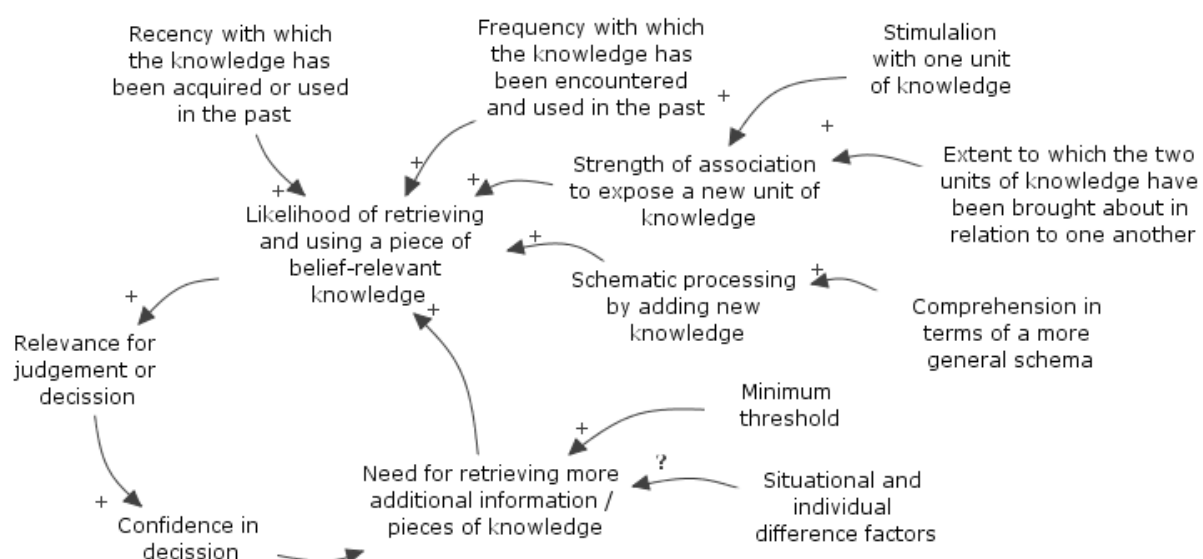 Recency with which
the knowledge has
been acquired or used
in the past
Frequency with which
the knowledge has
been encountered
and used in the past
Stimulalion
with one unit
of knowledge
+
+
+
+
+
Strength of association
to expose a new unit of
knowledge
Extent to which the two
units of knowledge have
been brought about in
relation to one another
Likelihood of retrieving
and using a piece of
belief-relevant
knowledge
+
+
Schematic processing
by adding new
knowledge
Comprehension in
terms of a more
general schema
+
+
Relevance for
judgement or
decission
Minimum
threshold
+
?
Need for retrieving more
additional information /
pieces of knowledge
Situational and
individual
difference factors
+
Confidence in
decission